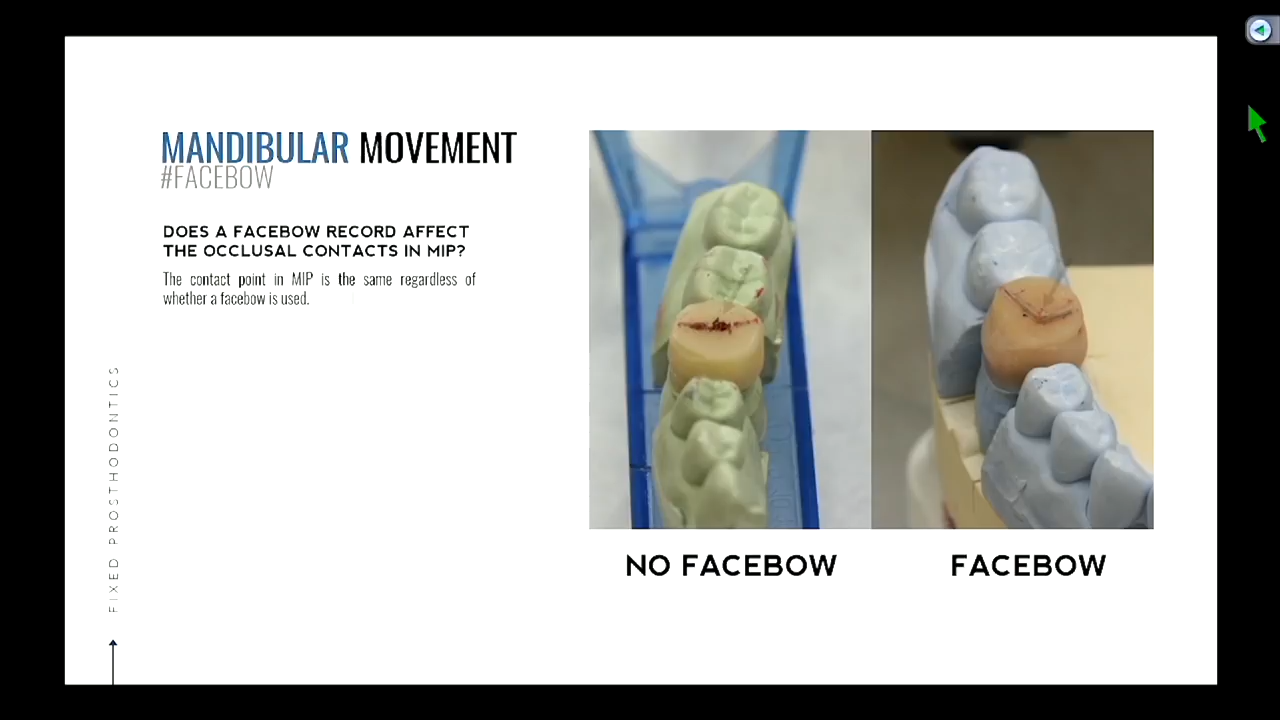 MANDIBULAR MOVEMENT
#FACEBOW
DOES A FACEBOW RECORD AFFECT
THE OCCLUSAL CONTACTS IN MIP?
The contact point in MIP is the same regardless of
whether a facebow is used.
FIXED PROSTHODONTICS
NO FACEBOW
FACEBOW